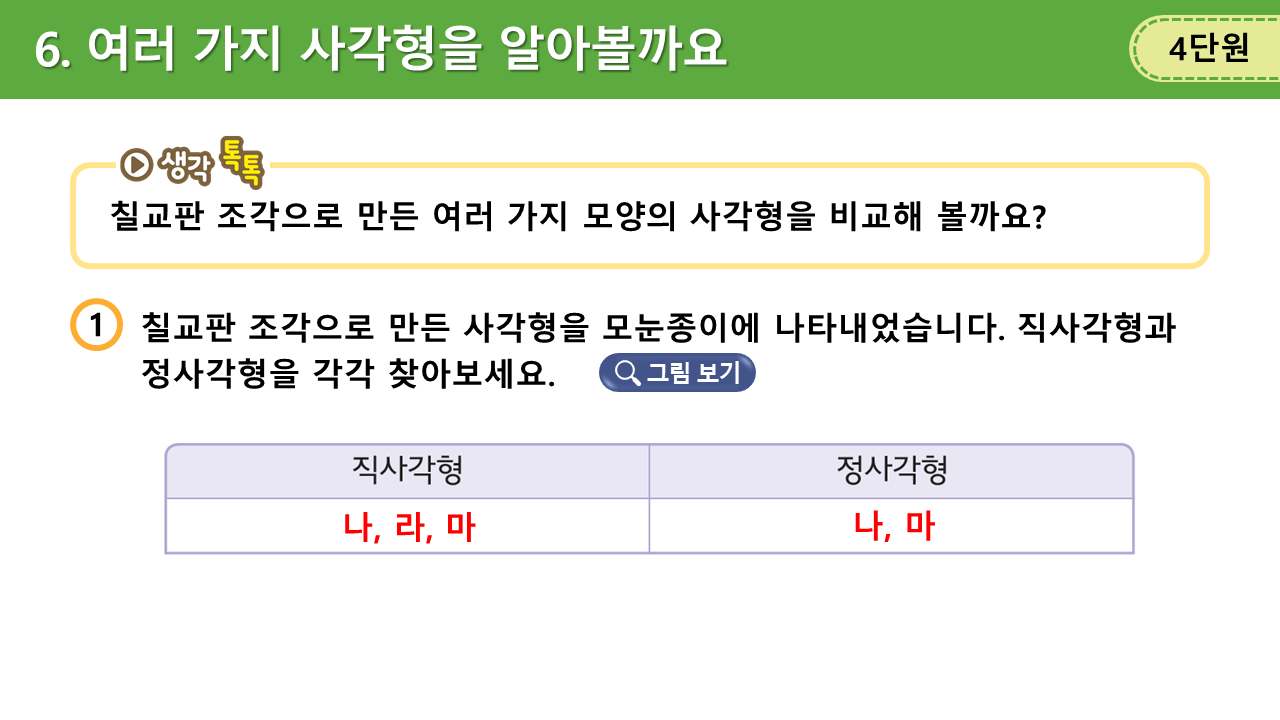 6. 여러 가지 사각형을 알아볼까요
4단원
생각 톡톡
칠교판 조각으로 만든 여러 가지 모양의 사각형을 비교해 볼까요?
1
칠교판 조각으로 만든 사각형을 모눈종이에 나타내었습니다. 직사각형과
정사각형을 각각 찾아보세요.
그림 보기
직사각형
정사각형
나, 라, 마
나, 마